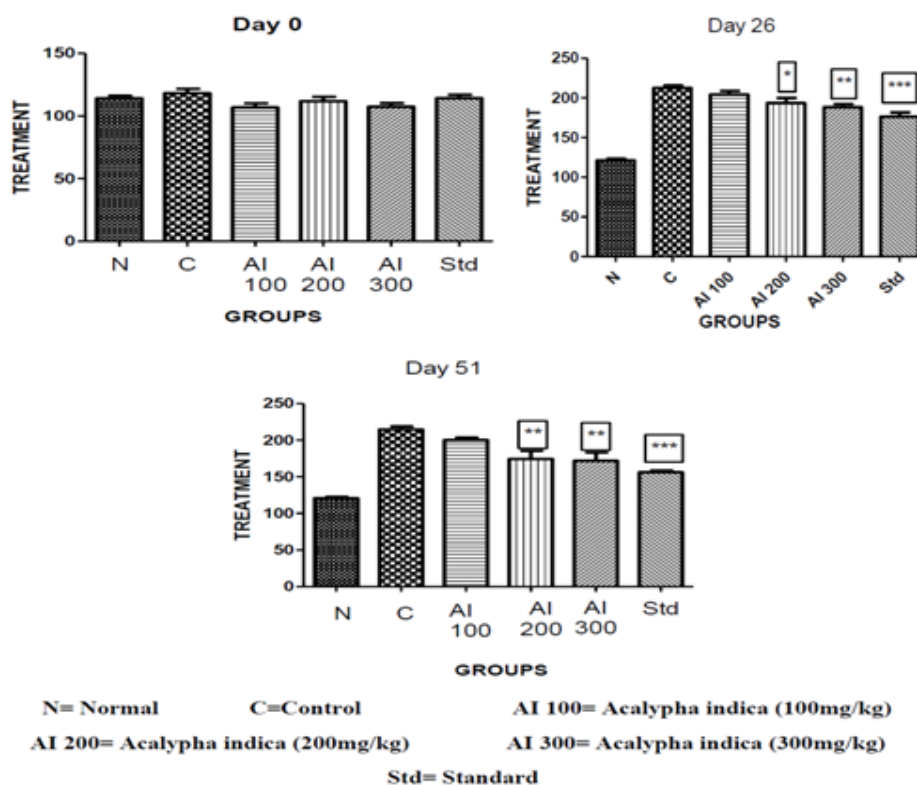 Day 0
150
100
50
0
TREATMENT
N C AI 100 AI 200 AI 300 Std
GROUPS
Day 26
* ** ***
250
200
150
100
50
0
TREATMENT
N C AI 100 AI 200 AI 300 Std
GROUPS
Day 51
** ** ***
250
200
150
100
50
0
TREATMENT
N C AI 100 AI 200 AI 300 Std
GROUPS
N= Normal C=Control AI 100= Acalypha indica (100mg/kg)
AI 200= Acalypha indica (200mg/kg) AI 300= Acalypha indica (300mg/kg)
Std= Standard